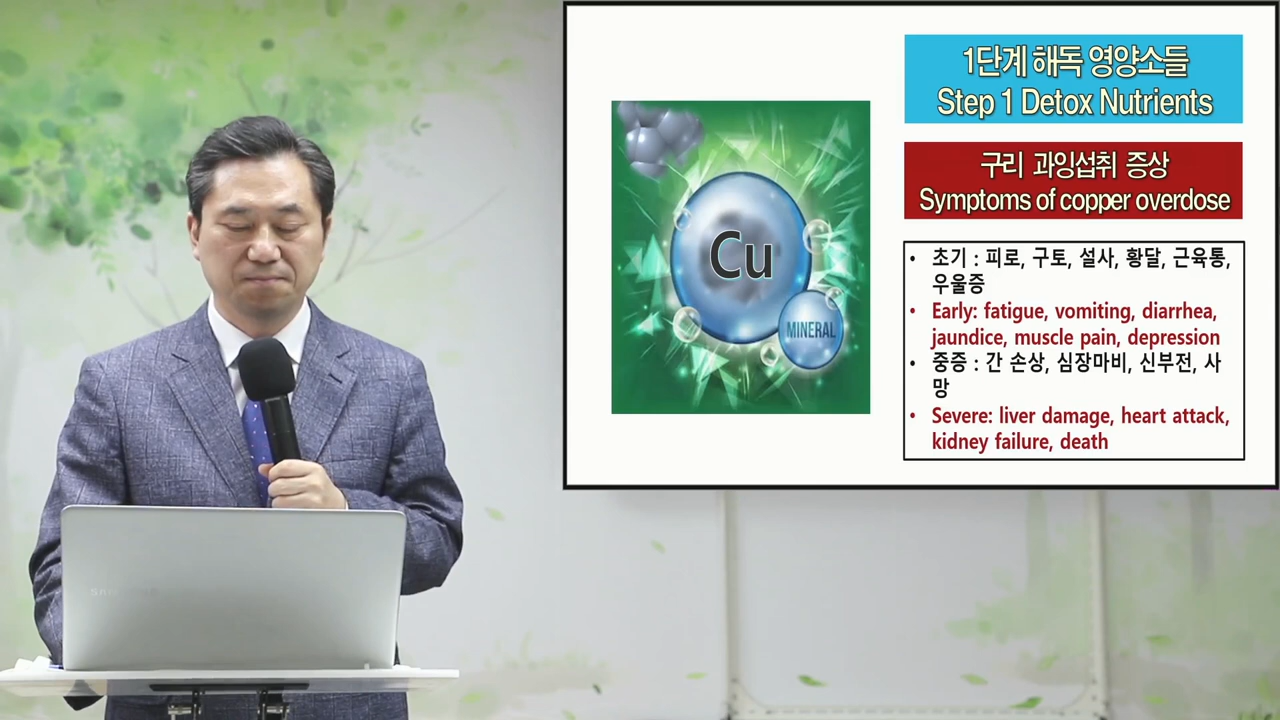 1단계 해독 영양소들
Step 1 Detox Nutrients
구리 과잉섭취 증상
Symptoms of copper overdose
Cu
MINERAL
• 초기 : 피로, 구토, 설사, 황달, 근육통,
우울증
• Early: fatigue, vomiting, diarrhea,
jaundice, muscle pain, depression
• 중증 : 간 손상, 심장마비, 신부전, 사
망
• Severe: liver damage, heart attack,
kidney failure, death